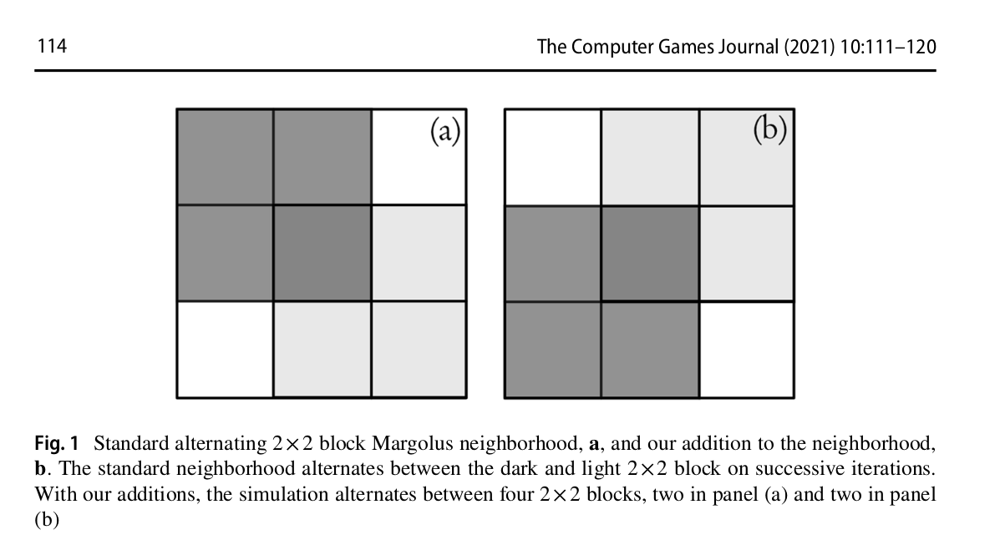 114
The Computer Games Journal (2021) 10:111–120
(a)
(b)
Fig. 1 Standard alternating 2×2 block Margolus neighborhood, a, and our addition to the neighborhood,
b. The standard neighborhood alternates between the dark and light 2×2 block on successive iterations.
With our additions, the simulation alternates between four 2×2 blocks, two in panel (a) and two in panel
(b)